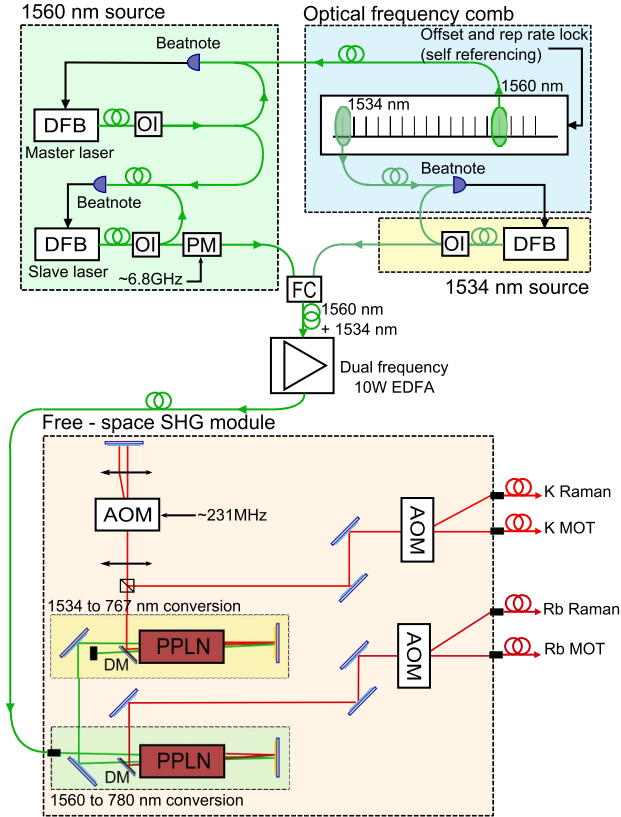 1560 nm source
Optical frequency comb
Beatnote
Offset and rep rate lock
(self referencing)
1560 nm
1534 nm
DFB
OI
Master laser
Beatnote
Beatnote
DFB
OI
PM
Slave laser
~6.8GHz
OI
DFB
1534 nm source
FC
1560 nm
+ 1534 nm
Dual frequency
10W EDFA
Free - space SHG module
AOM
~231MHz
AOM
K Raman
K MOT
1534 to 767 nm conversion
PPLN
DM
AOM
Rb Raman
Rb MOT
PPLN
DM
1560 to 780 nm conversion